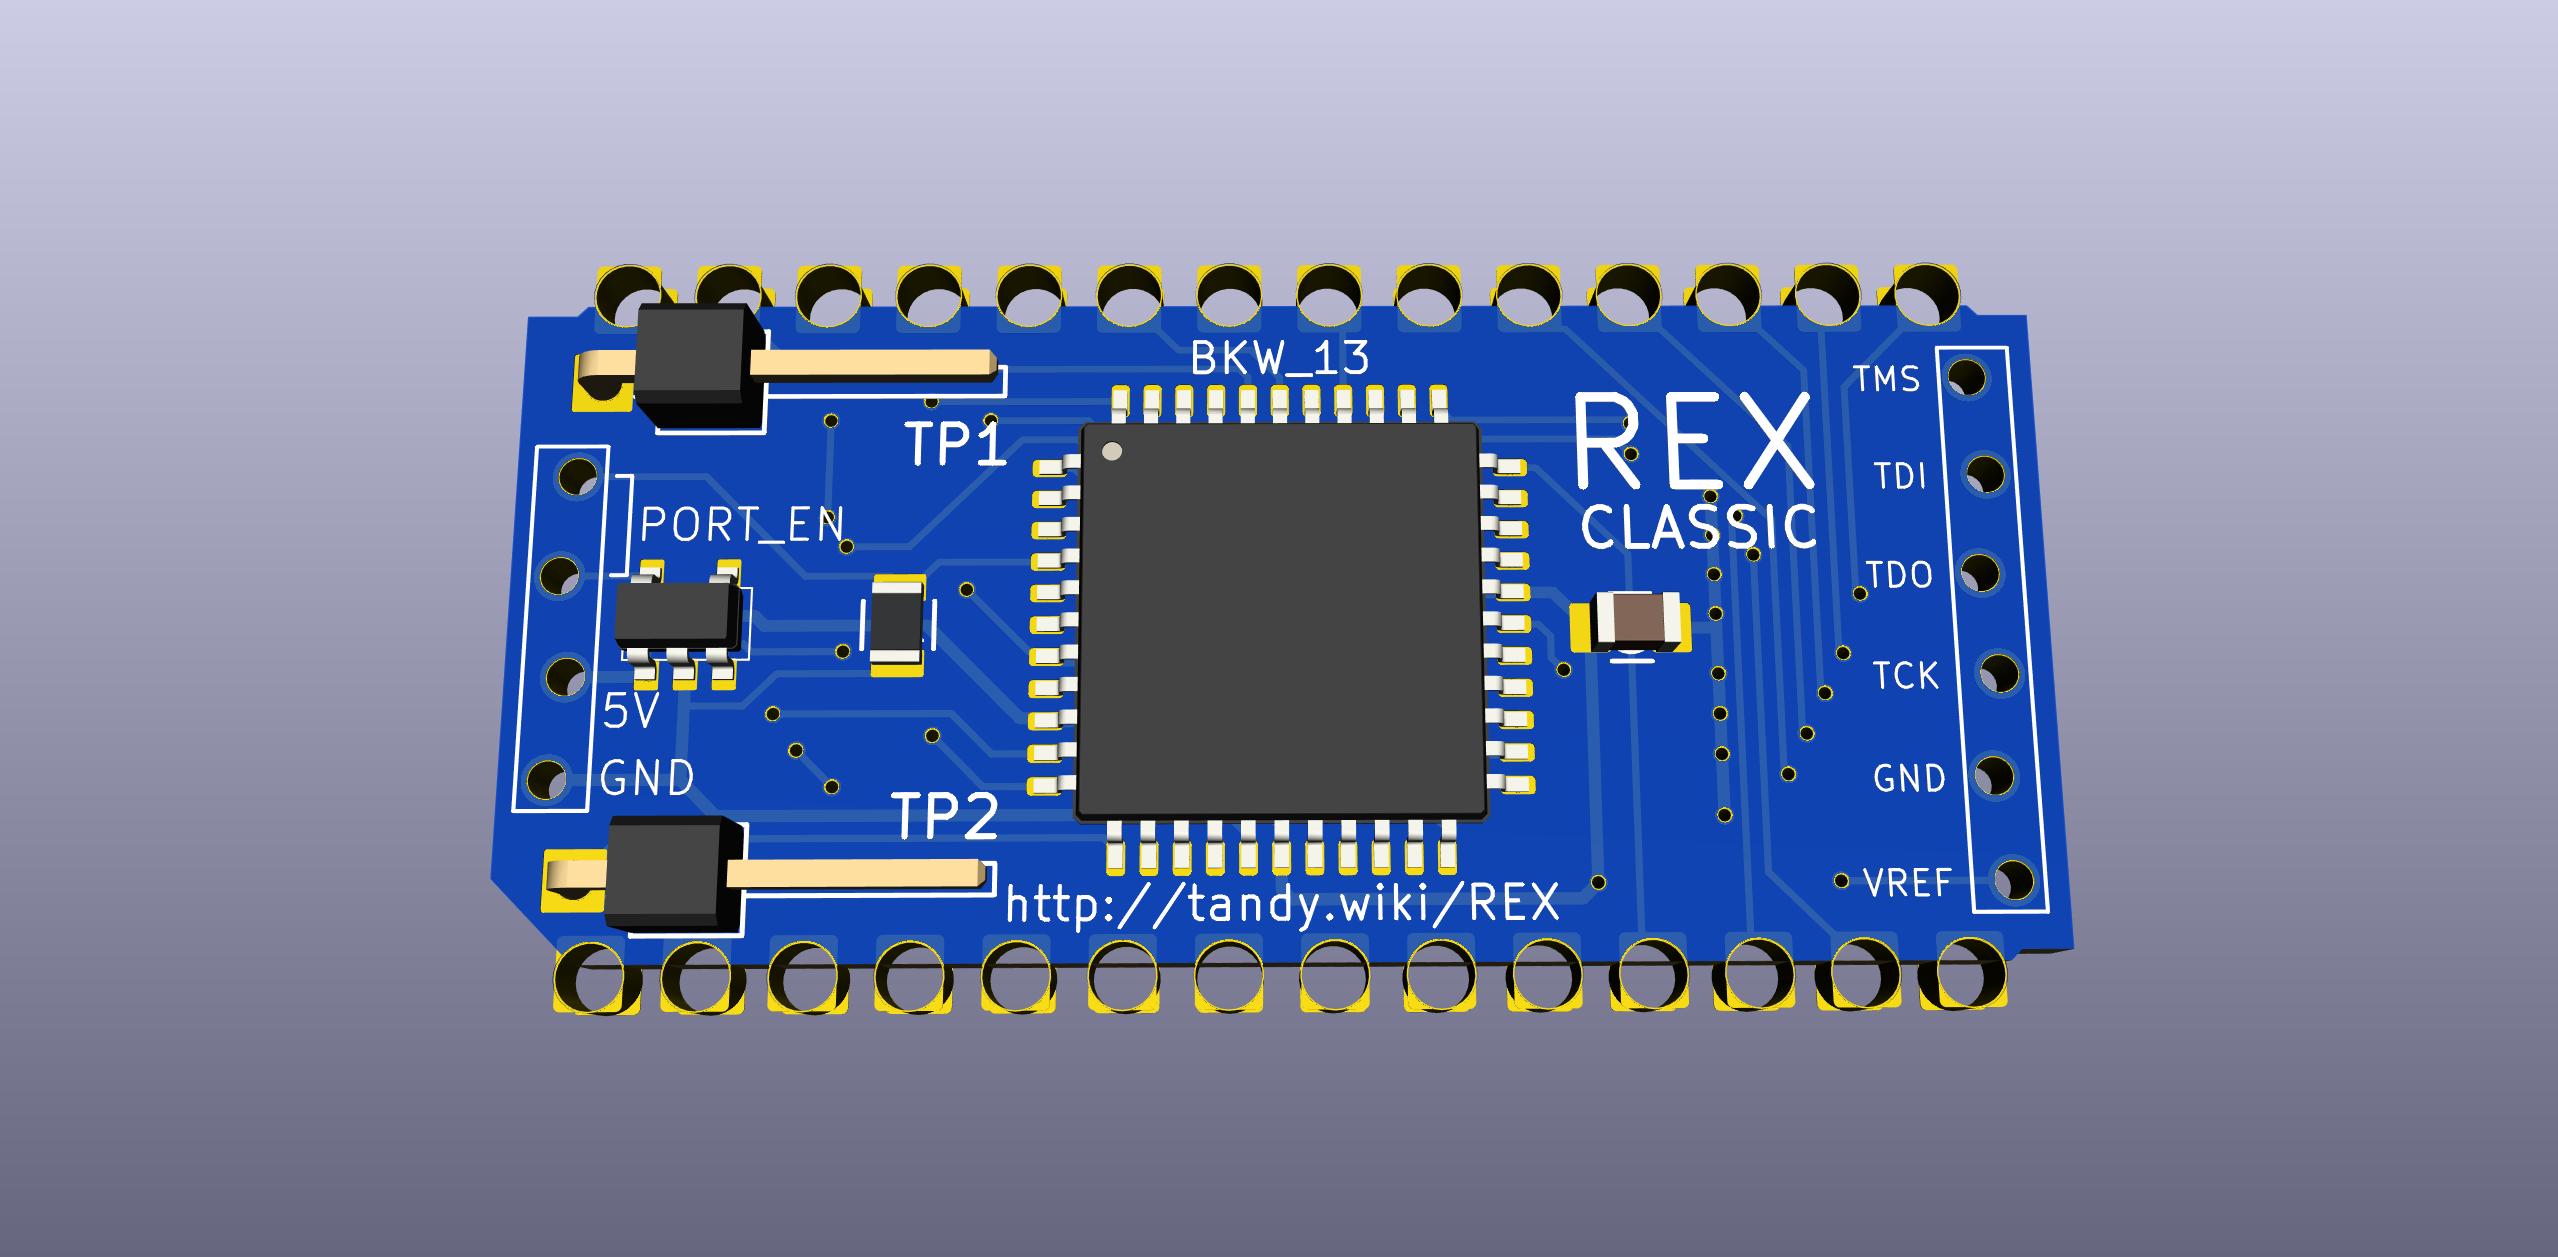 BKW_13
REX
CLASSIC
TP1
PORT_EN
5V
GND
TP2
http://tandy.wiki/REX
TMS
TDI
TDO
TCK
GND
VREF